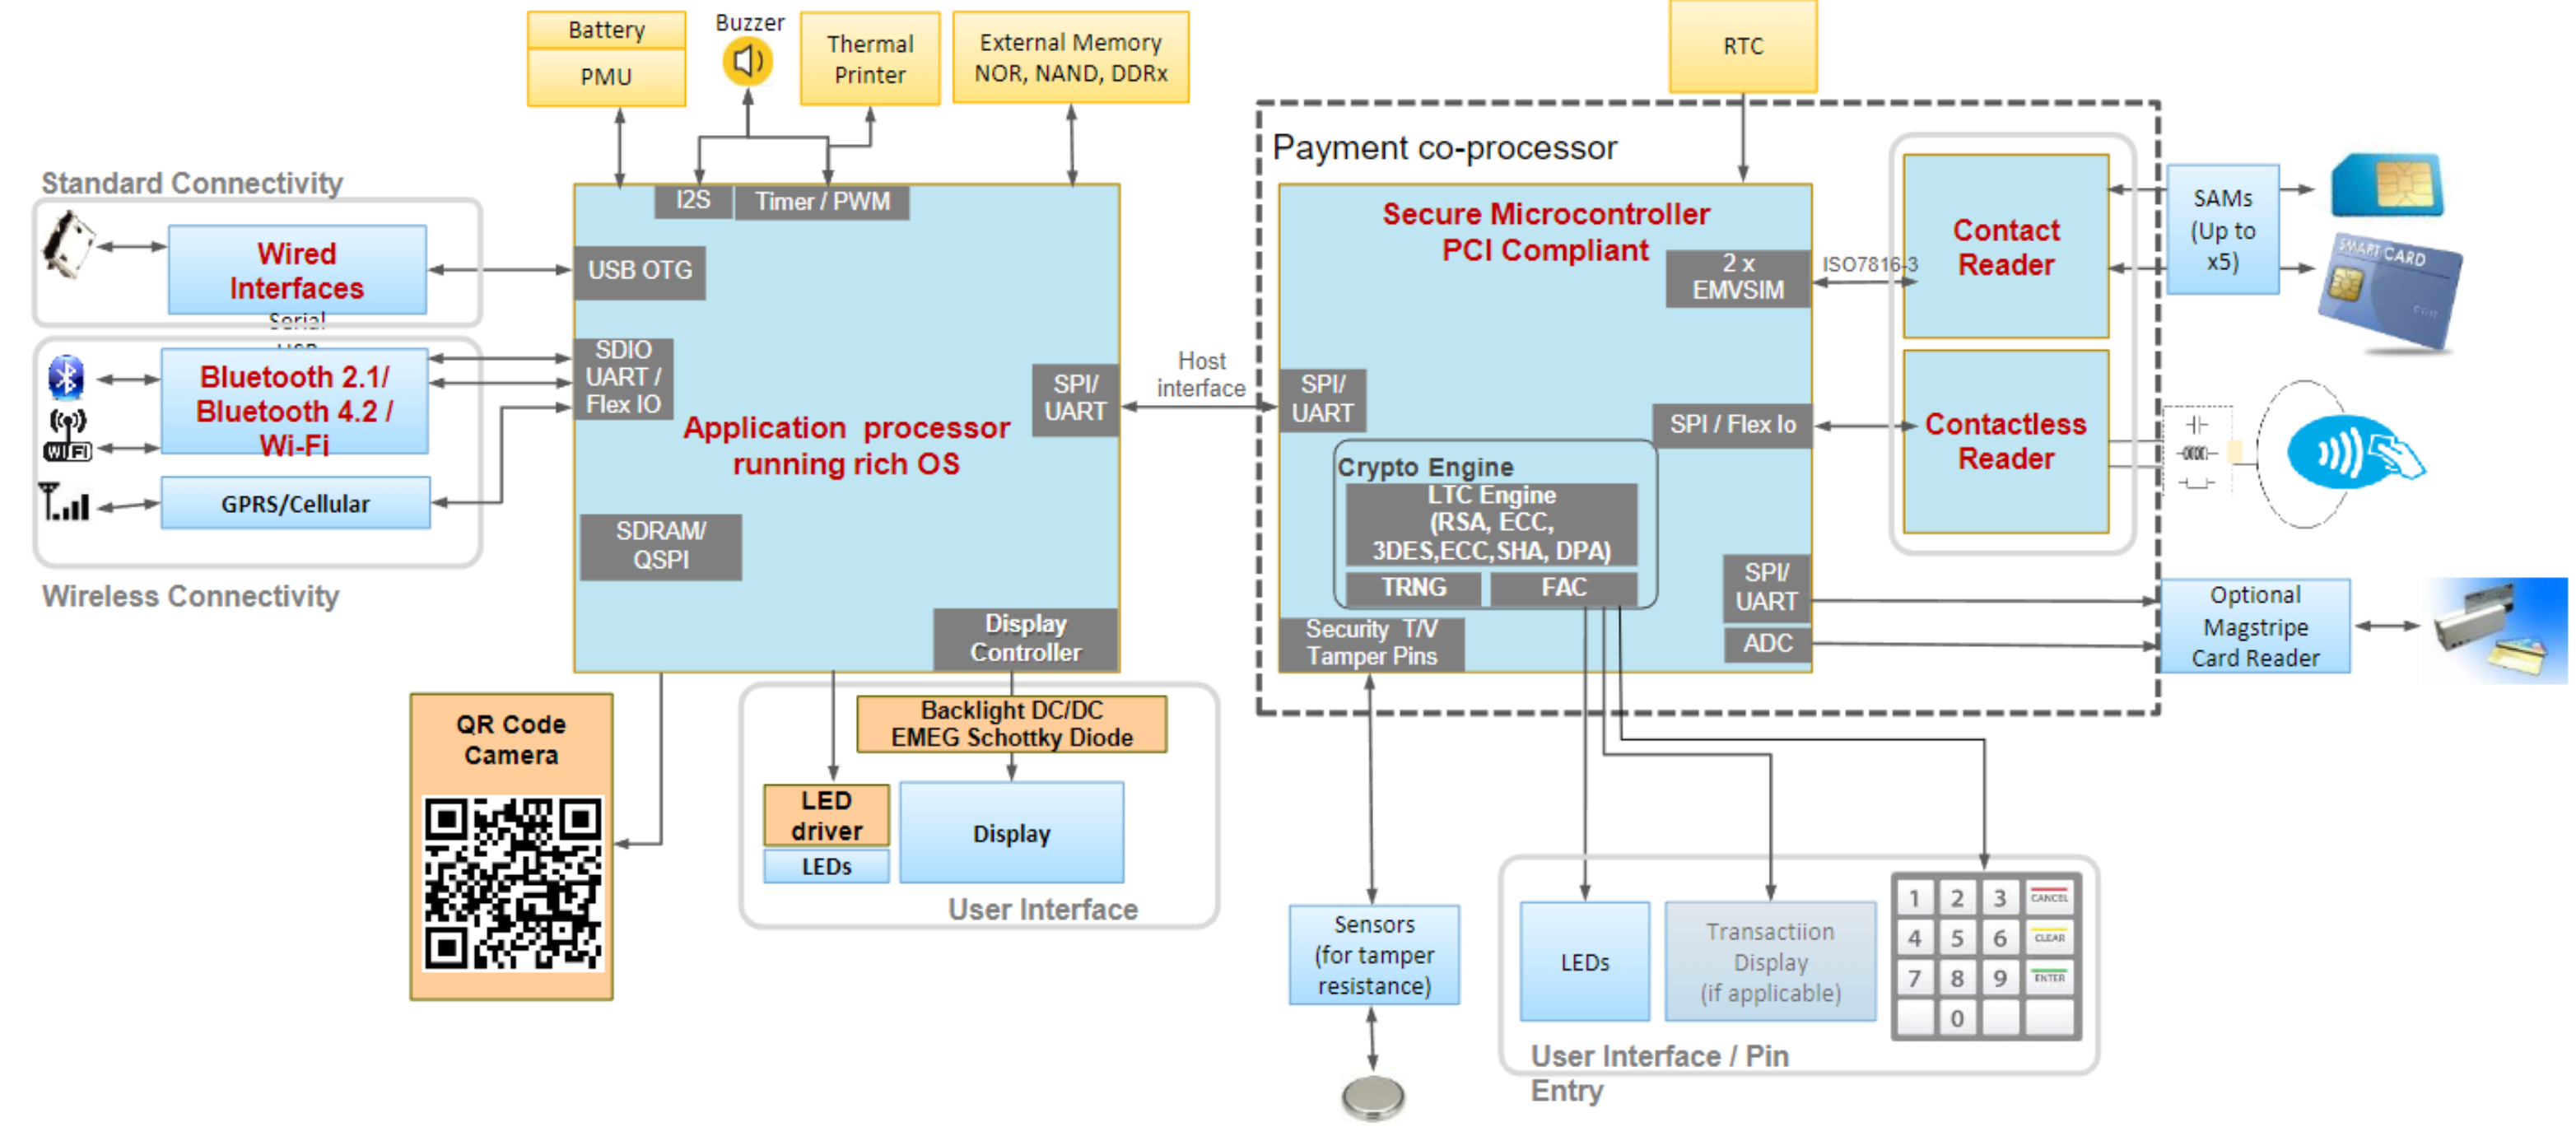 Battery
PMU
Buzzer
Thermal
Printer
External Memory
NOR, NAND, DDRx
RTC
Standard Connectivity
Wired
Interfaces
Serial
Bluetooth 2.1/
Bluetooth 4.2 /
Wi-Fi
WiFi
GPRS/Cellular
Wireless Connectivity
I2S
Timer / PWM
USB OTG
SDIO
UART /
Flex IO
SPI/
UART
Application processor
running rich OS
SDRAM/
QSPI
Display
Controller
Host
interface
QR Code
Camera
Backlight DC/DC
EMEG Schottky Diode
LED
driver
LEDs
Display
User Interface
Payment co-processor
Secure Microcontroller
PCI Compliant
2 x
EMVSIM
ISO7816-3
SPI/
UART
SPI / Flex Io
Crypto Engine
LTC Engine
(RSA, ECC,
3DES,ECC,SHA, DPA)
TRNG
FAC
SPI/
UART
ADC
Security T/V
Tamper Pins
Contact
Reader
Contactless
Reader
SAMs
(Up to
x5)
SMART CARD
Optional
Magstripe
Card Reader
Sensors
(for tamper
resistance)
LEDs
Transactiion
Display
(if applicable)
1 2 3 CANCEL
4 5 6 CLEAR
7 8 9 ENTER
0
User Interface / Pin
Entry